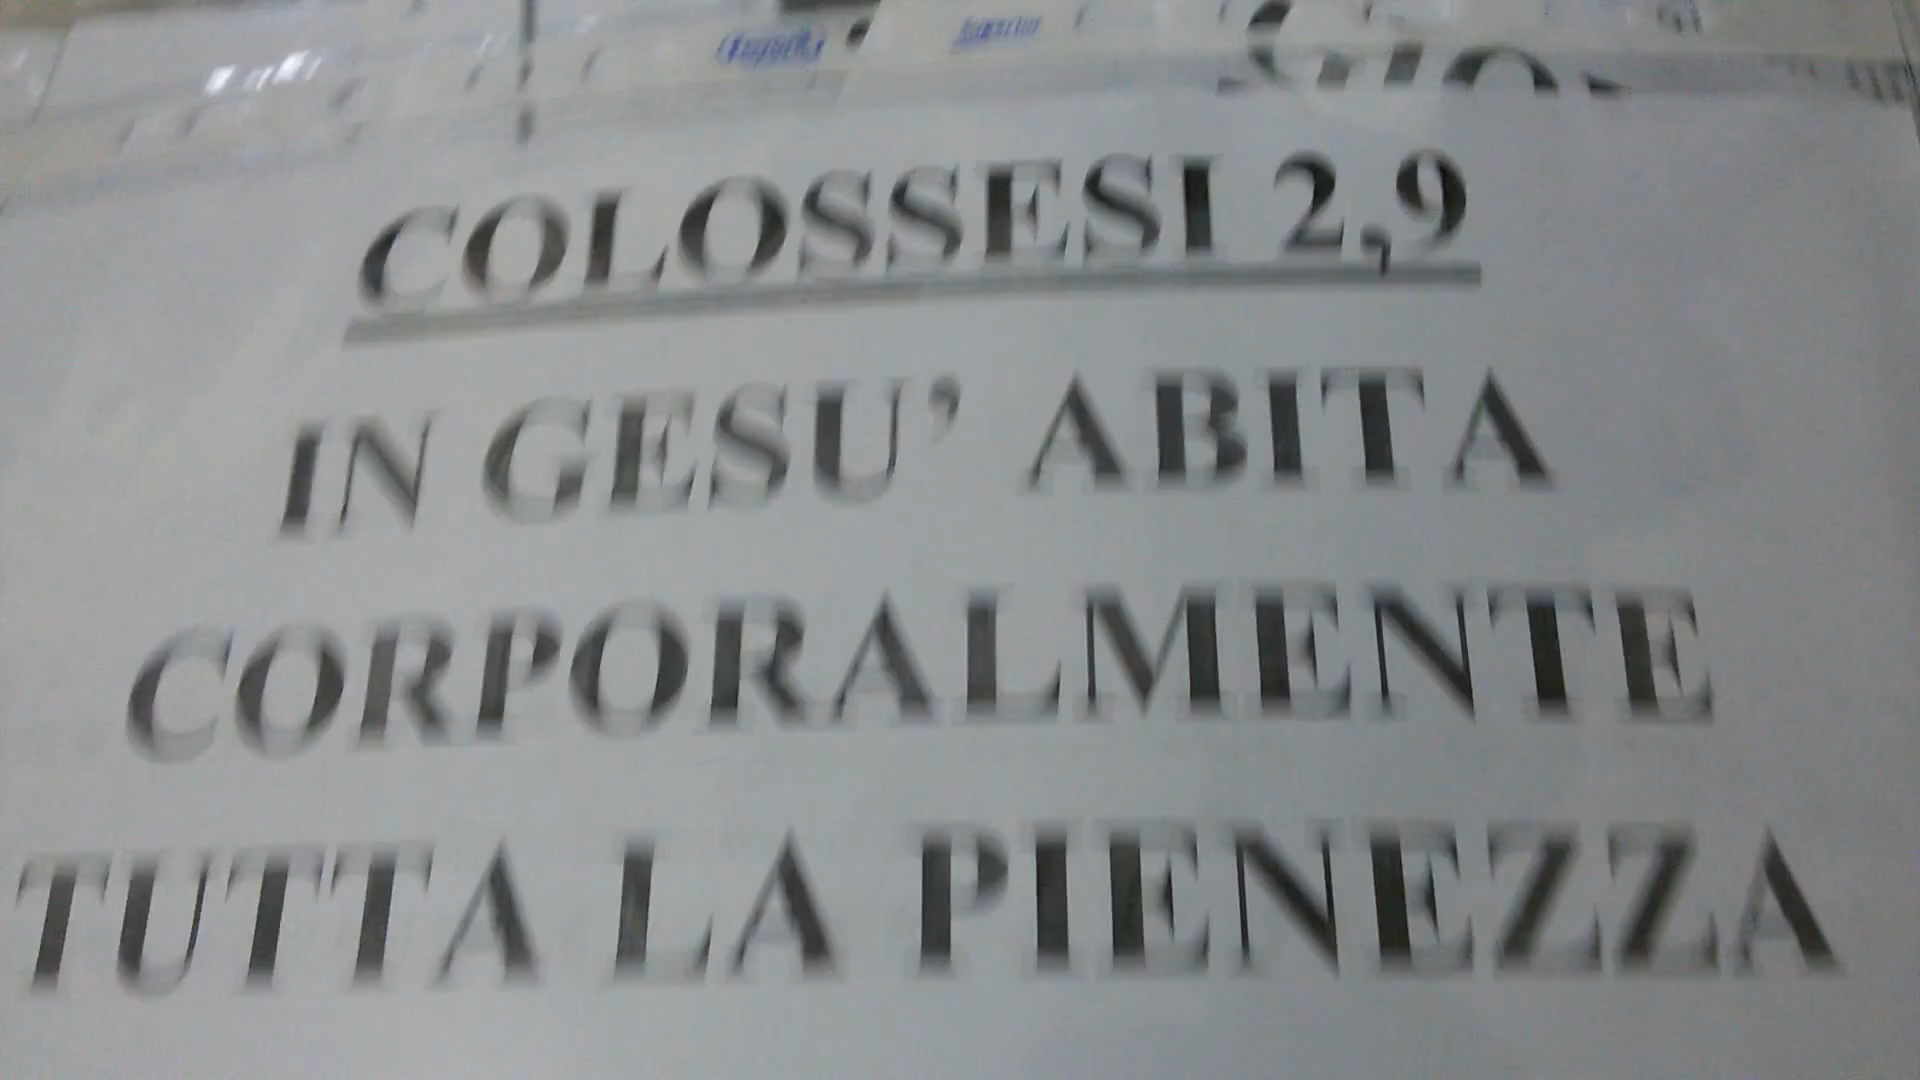 COLOSSESI 2,9
IN GESU' ABITA
CORPORALMENTE
TUTTA LA PIENEZZA